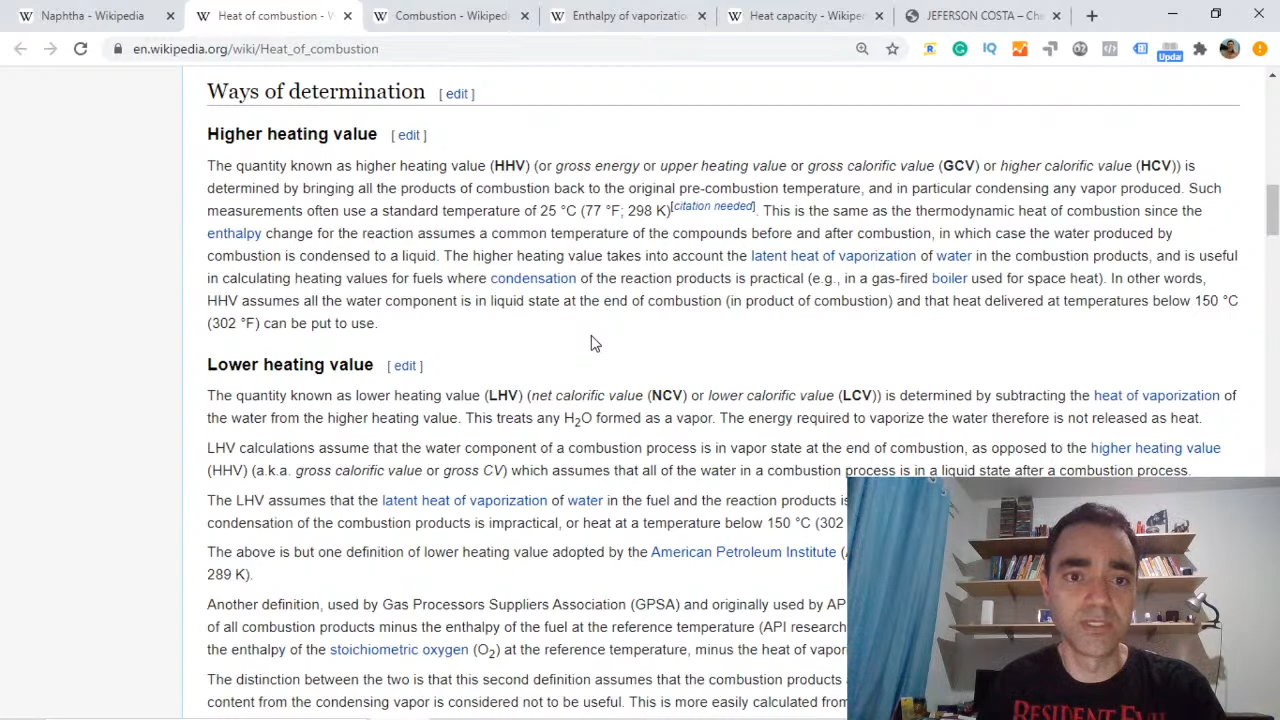 Naphtha - Wikipedia
Heat of combustion - W
Combustion - Wikiped
Enthalpy of vaporizatio
Heat capacity - Wikiper
JEFERSON COSTA – Che
en.wikipedia.org/wiki/Heat_of_combustion
Upda
Ways of determination [ edit ]
Higher heating value [ edit ]
The quantity known as higher heating value (HHV) (or gross energy or upper heating value or gross calorific value (GCV) or higher calorific value (HCV)) is
determined by bringing all the products of combustion back to the original pre-combustion temperature, and in particular condensing any vapor produced. Such
measurements often use a standard temperature of 25 °C (77 °F; 298 K)[citation needed]. This is the same as the thermodynamic heat of combustion since the
enthalpy change for the reaction assumes a common temperature of the compounds before and after combustion, in which case the water produced by
combustion is condensed to a liquid. The higher heating value takes into account the latent heat of vaporization of water in the combustion products, and is useful
in calculating heating values for fuels where condensation of the reaction products is practical (e.g., in a gas-fired boiler used for space heat). In other words,
HHV assumes all the water component is in liquid state at the end of combustion (in product of combustion) and that heat delivered at temperatures below 150 °C
(302 °F) can be put to use.
Lower heating value [ edit ]
The quantity known as lower heating value (LHV) (net calorific value (NCV) or lower calorific value (LCV)) is determined by subtracting the heat of vaporization of
the water from the higher heating value. This treats any H2O formed as a vapor. The energy required to vaporize the water therefore is not released as heat.
LHV calculations assume that the water component of a combustion process is in vapor state at the end of combustion, as opposed to the higher heating value
(HHV) (a.k.a. gross calorific value or gross CV) which assumes that all of the water in a combustion process is in a liquid state after a combustion process.
The LHV assumes that the latent heat of vaporization of water in the fuel and the reaction products is
condensation of the combustion products is impractical, or heat at a temperature below 150 °C (302
The above is but one definition of lower heating value adopted by the American Petroleum Institute (
289 K).
Another definition, used by Gas Processors Suppliers Association (GPSA) and originally used by AP
of all combustion products minus the enthalpy of the fuel at the reference temperature (API research
the enthalpy of the stoichiometric oxygen (O2) at the reference temperature, minus the heat of vapor
The distinction between the two is that this second definition assumes that the combustion products
content from the condensing vapor is considered not to be useful. This is more easily calculated from
RESIDENT EVIL